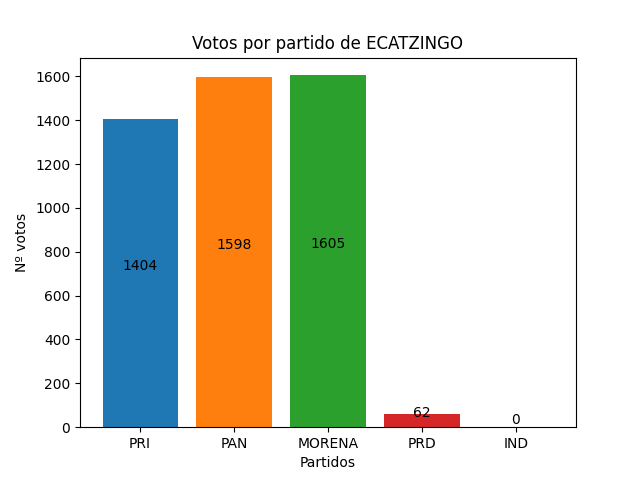 Votos por partido de ECATZINGO
Nº votos
1600
1400
1200
1000
800
600
400
200
0
1404
1598
1605
62
0
PRI
PAN
MORENA
PRD
IND
Partidos